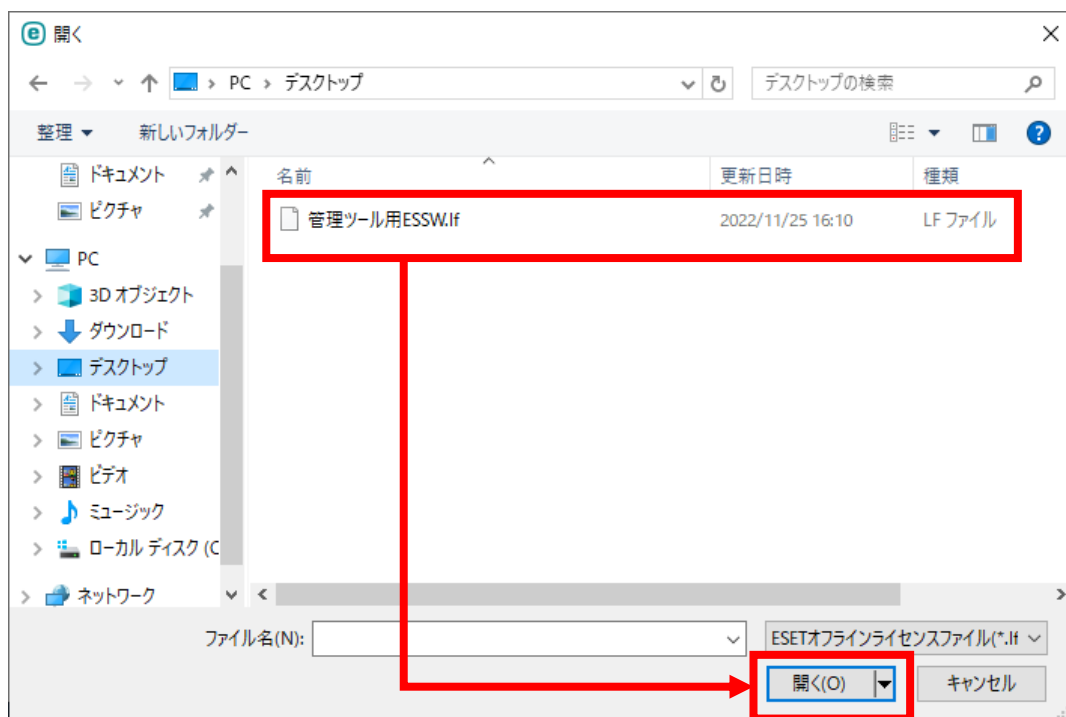 開く
PC > デスクトップ
デスクトップの検索
整理
新しいフォルダー
ドキュメント
ピクチャ
PC
3D オブジェクト
ダウンロード
デスクトップ
ドキュメント
ピクチャ
ビデオ
ミュージック
ローカル ディスク (C
ネットワーク
名前 更新日時 種類
管理ツール用ESSW.lf 2022/11/25 16:10 LF ファイル
ファイル名(N):
ESETオフラインライセンスファイル(*.lf
開く(O)
キャンセル